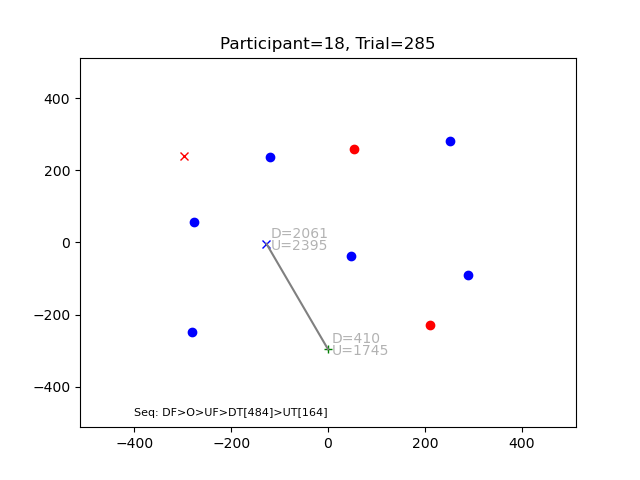 Participant=18, Trial=285
400
200
0
−200
−400
D=2061
U=2395
D=410
U=1745
Seq: DF>O>UF>DT[484]>UT[164]
−400 −200 0 200 400